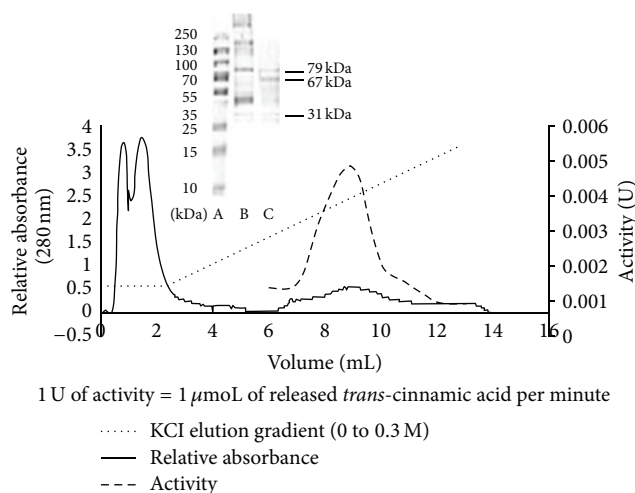 250
130
100
70
55
35
25
15
10
(kDa) A B C
79 kDa
67 kDa
31 kDa
4
3.5
3
2.5
2
1.5
1
0.5
0
−0.5
Relative absorbance
(280 nm)
0.006
0.005
0.004
0.003
0.002
0.001
0
Activity (U)
0 2 4 6 8 10 12 14 16
Volume (mL)
1 U of activity = 1 μmoL of released trans-cinnamic acid per minute
KCI elution gradient (0 to 0.3 M)
Relative absorbance
Activity